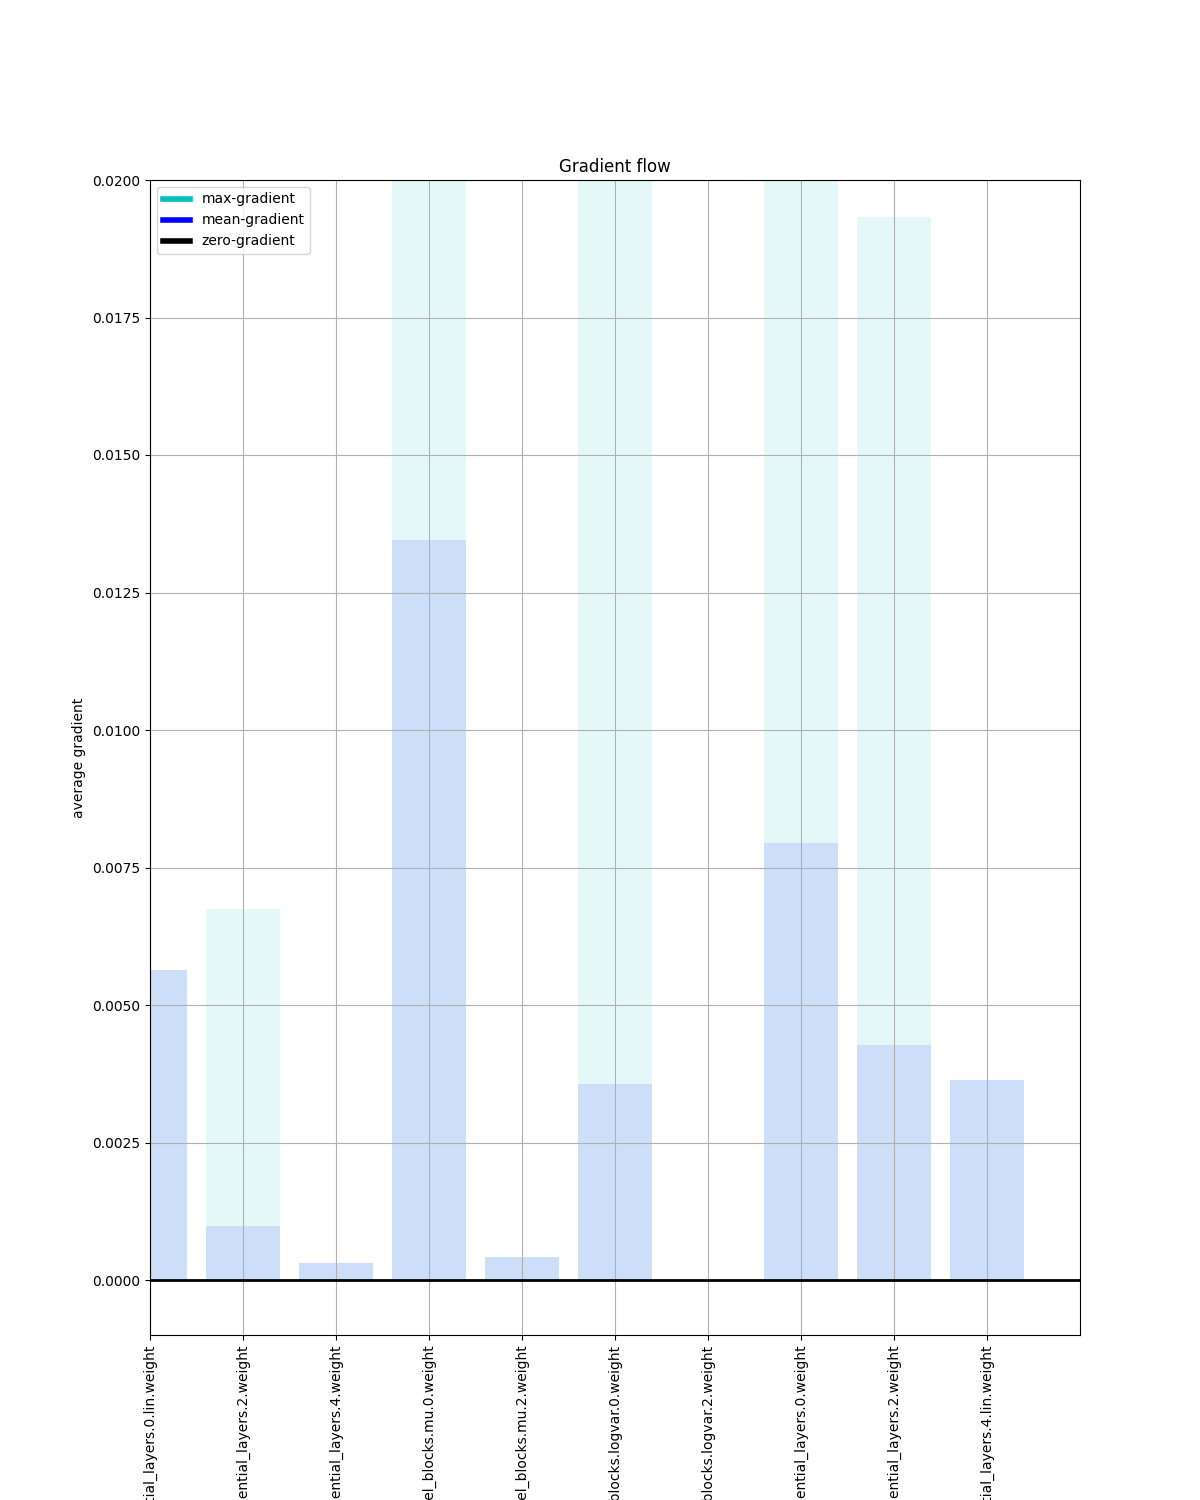 Gradient flow
max-gradient
mean-gradient
zero-gradient
0.0200
0.0175
0.0150
0.0125
0.0100
0.0075
0.0050
0.0025
0.0000
average gradient
tial_layers.0.lin.weight
ential_layers.2.weight
ential_layers.4.weight
el_blocks.mu.0.weight
el_blocks.mu.2.weight
blocks.logvar.0.weight
blocks.logvar.2.weight
ential_layers.0.weight
ential_layers.2.weight
tial_layers.4.lin.weight